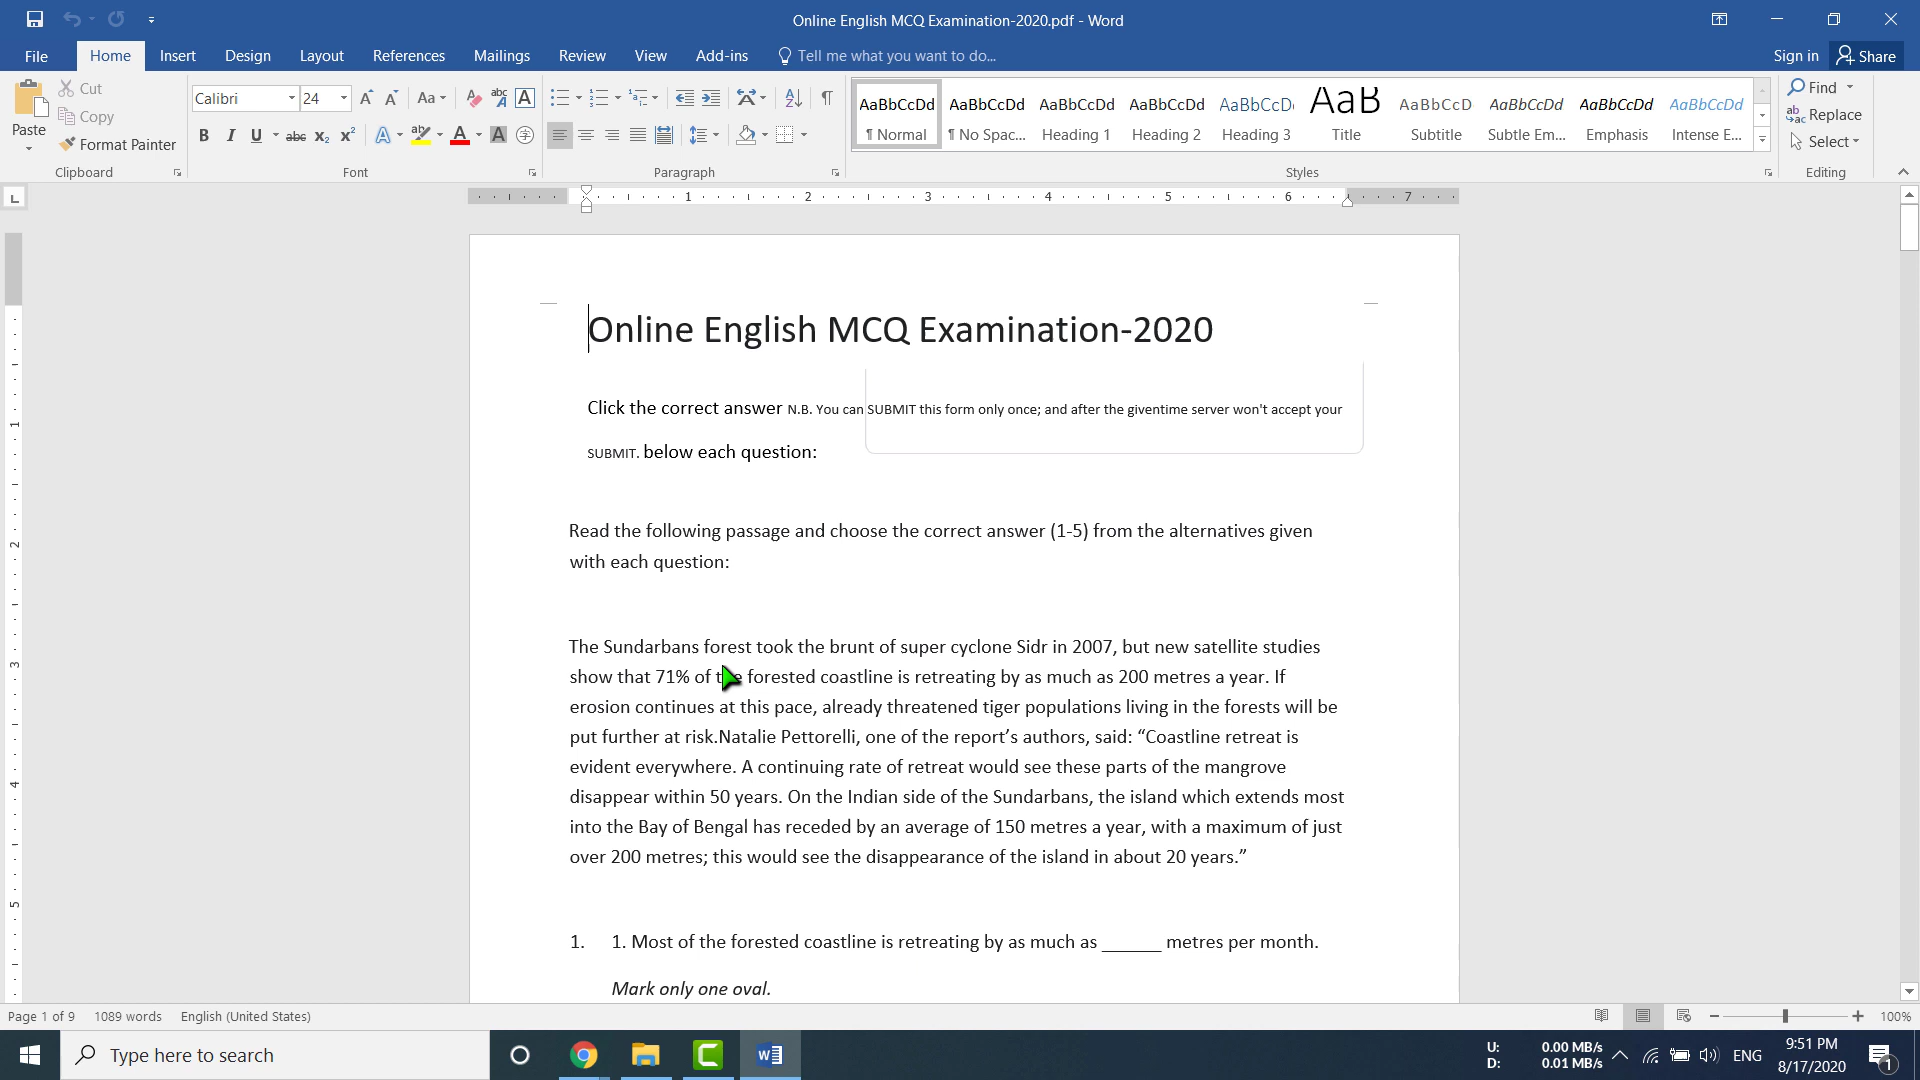 Online English MCQ Examination-2020.pdf - Word
File Home Insert Design Layout References Mailings Review View Add-ins Tell me what you want to do... Sign in Share
Paste
Cut
Copy
Format Painter
Clipboard
Calibri 24 Aa
Font
Paragraph
AaBbCcDd AaBbCcDd AaBbCcDd AaBbCcDd AaBbCcD AaB AaBbCcD AaBbCcDd AaBbCcDd AaBbCcDd
¶ Normal ¶ No Spac... Heading 1 Heading 2 Heading 3 Title Subtitle Subtle Em... Emphasis Intense E...
Styles
Find
Replace
Select
Editing
1 2 3 4 5 6 7
Online English MCQ Examination-2020
Click the correct answer N.B. You can SUBMIT this form only once; and after the giventime server won't accept your
SUBMIT. below each question:
Read the following passage and choose the correct answer (1-5) from the alternatives given
with each question:
The Sundarbans forest took the brunt of super cyclone Sidr in 2007, but new satellite studies
show that 71% of the forested coastline is retreating by as much as 200 metres a year. If
erosion continues at this pace, already threatened tiger populations living in the forests will be
put further at risk.Natalie Pettorelli, one of the report’s authors, said: “Coastline retreat is
evident everywhere. A continuing rate of retreat would see these parts of the mangrove
disappear within 50 years. On the Indian side of the Sundarbans, the island which extends most
into the Bay of Bengal has receded by an average of 150 metres a year, with a maximum of just
over 200 metres; this would see the disappearance of the island in about 20 years.”
1. 1. Most of the forested coastline is retreating by as much as ______ metres per month.
Mark only one oval.
Page 1 of 9 1089 words English (United States) 100%
Type here to search
U: 0.00 MB/s
D: 0.01 MB/s
ENG
9:51 PM
8/17/2020
1